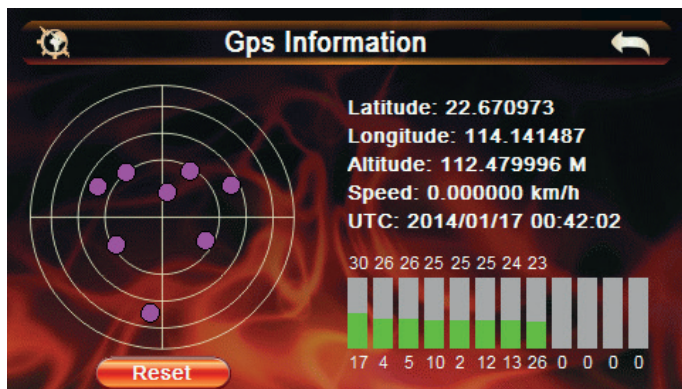 Gps Information
Latitude: 22.670973
Longitude: 114.141487
Altitude: 112.479996 M
Speed: 0.000000 km/h
UTC: 2014/01/17 00:42:02
30 26 26 25 25 25 24 23
17 4 5 10 2 12 13 26 0 0 0 0
Reset